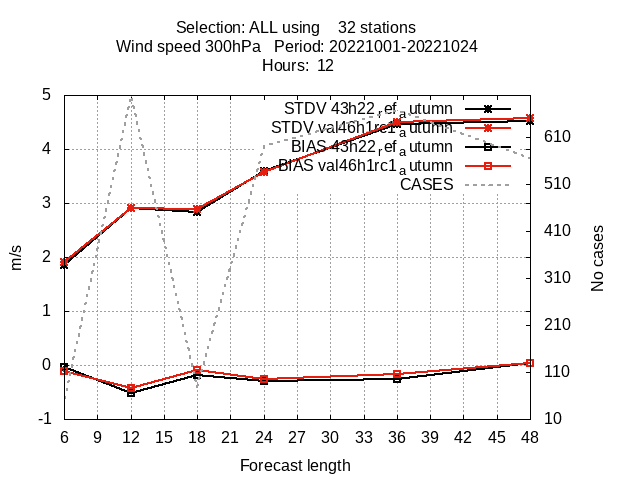 Selection: ALL using 32 stations
Wind speed 300hPa Period: 20221001-20221024
Hours: 12
STDV 43h22_ref_autumn
STDV val46h1rc1_autumn
BIAS 43h22_ref_autumn
BIAS val46h1rc1_autumn
CASES
5
4
3
2
1
0
-1
m/s
610
510
410
310
210
110
10
No cases
6 9 12 15 18 21 24 27 30 33 36 39 42 45 48
Forecast length